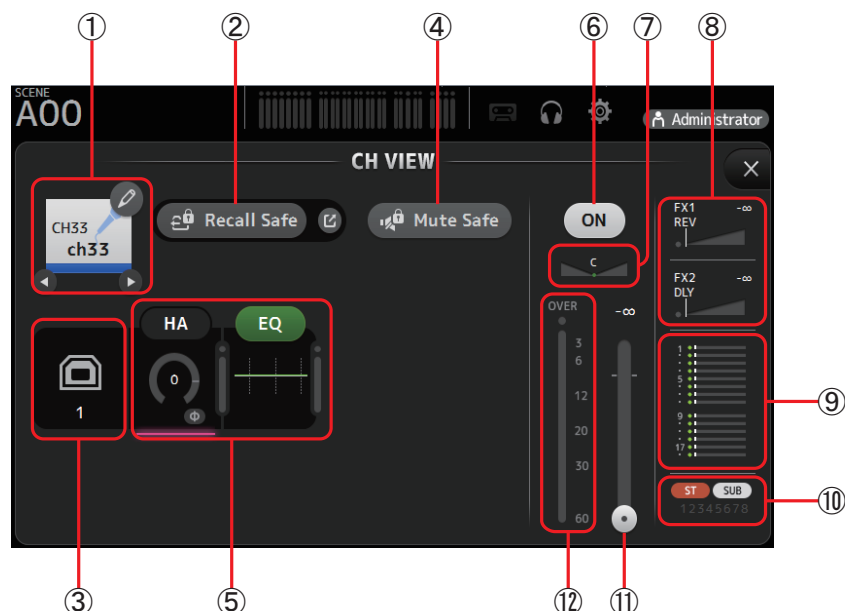 ① ② ④ ⑥ ⑦ ⑧
SCENE
A00
Administrator
CH VIEW
CH33
ch33
Recall Safe
Mute Safe
ON
FX1 -∞
REV
C
FX2 -∞
DLY
HA
EQ
OVER
-∞
0
Φ
3
6
12
20
30
60
1
1
5
9
17
⑨
ST SUB
12345678
⑩
③ ⑤ ⑫ ⑪